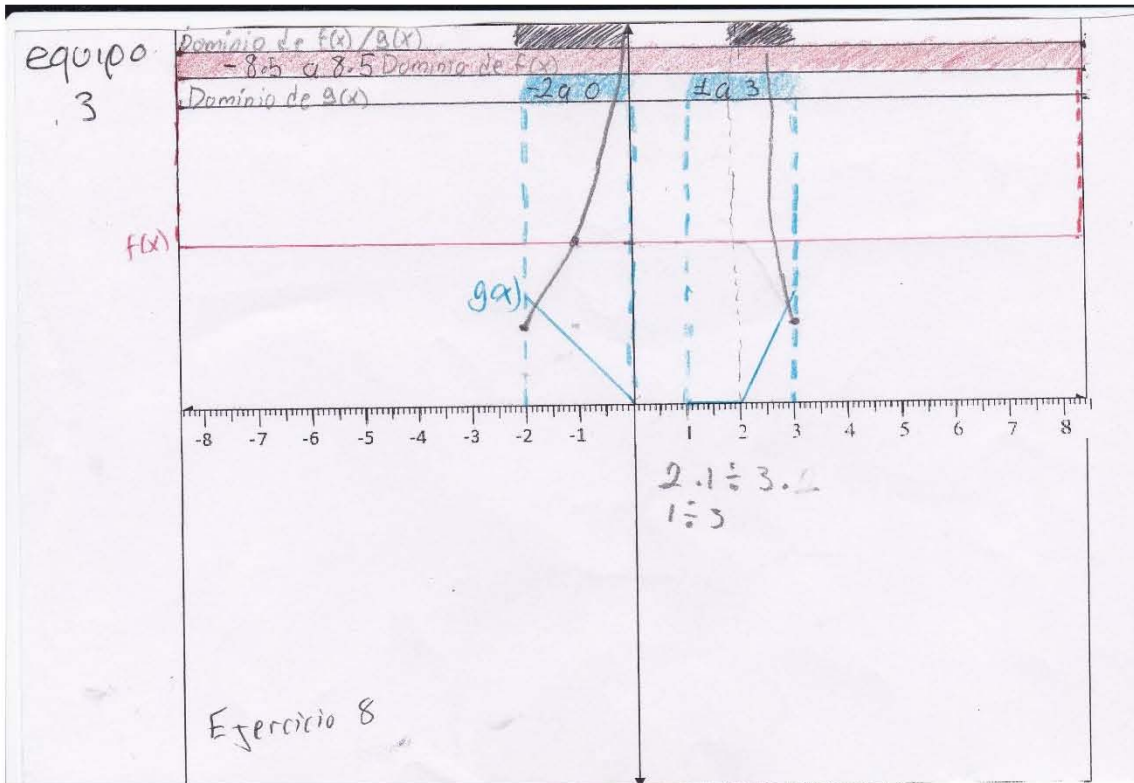 equipo
3
Dominio de f(x)/g(x)
-8.5 a 8.5 Dominio de f(x)
-2 a 0
1 a 3
Dominio de g(x)
f(x)
g(x)
-8 -7 -6 -5 -4 -3 -2 -1 1 2 3 4 5 6 7 8
2.1÷3.2
1÷3
Ejercicio 8